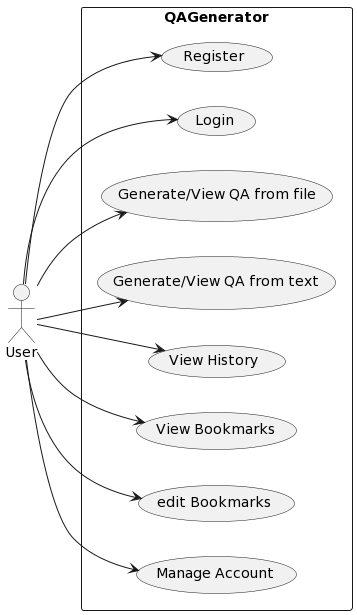 QAGenerator
Register
Login
Generate/View QA from file
Generate/View QA from text
User
View History
View Bookmarks
edit Bookmarks
Manage Account